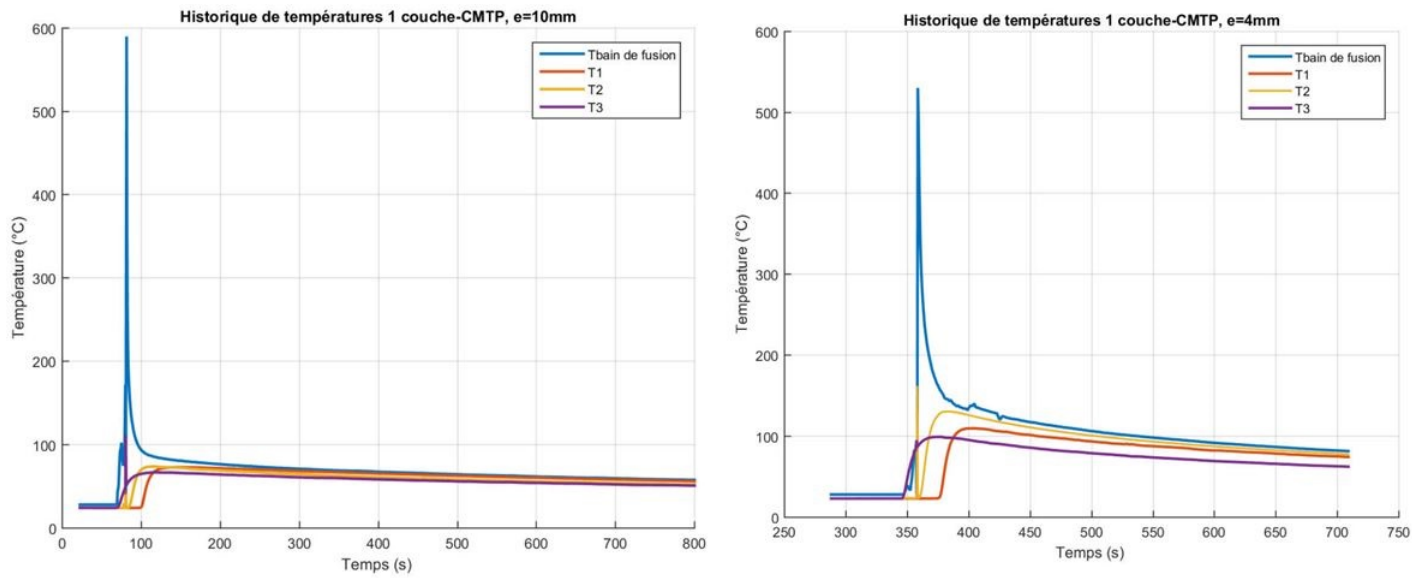 Historique de températures 1 couche-CMTP, e=10mm
600
500
400
300
200
100
0
Température (°C)
0 100 200 300 400 500 600 700 800
Temps (s)
Tbain de fusion
T1
T2
T3
Historique de températures 1 couche-CMTP, e=4mm
600
500
400
300
200
100
0
Température (°C)
250 300 350 400 450 500 550 600 650 700 750
Temps (s)
Tbain de fusion
T1
T2
T3